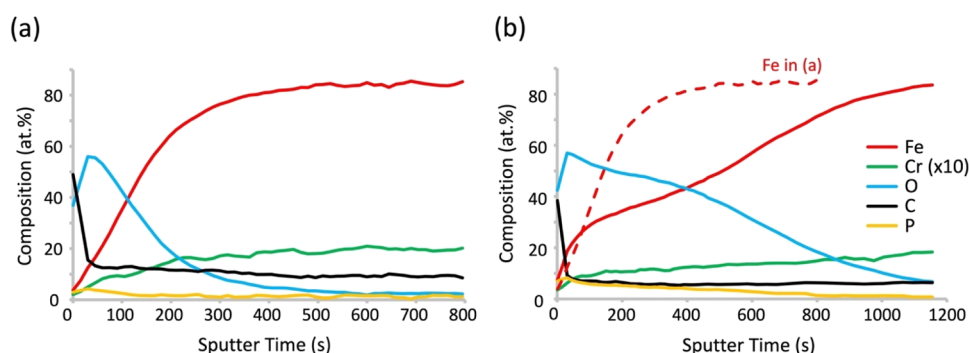 (a)
Composition (at.%)
80
60
40
20
0
0 100 200 300 400 500 600 700 800
Sputter Time (s)
(b)
Fe in (a)
Composition (at.%)
80
60
40
20
0
Fe
Cr (x10)
O
C
P
0 200 400 600 800 1000 1200
Sputter Time (s)